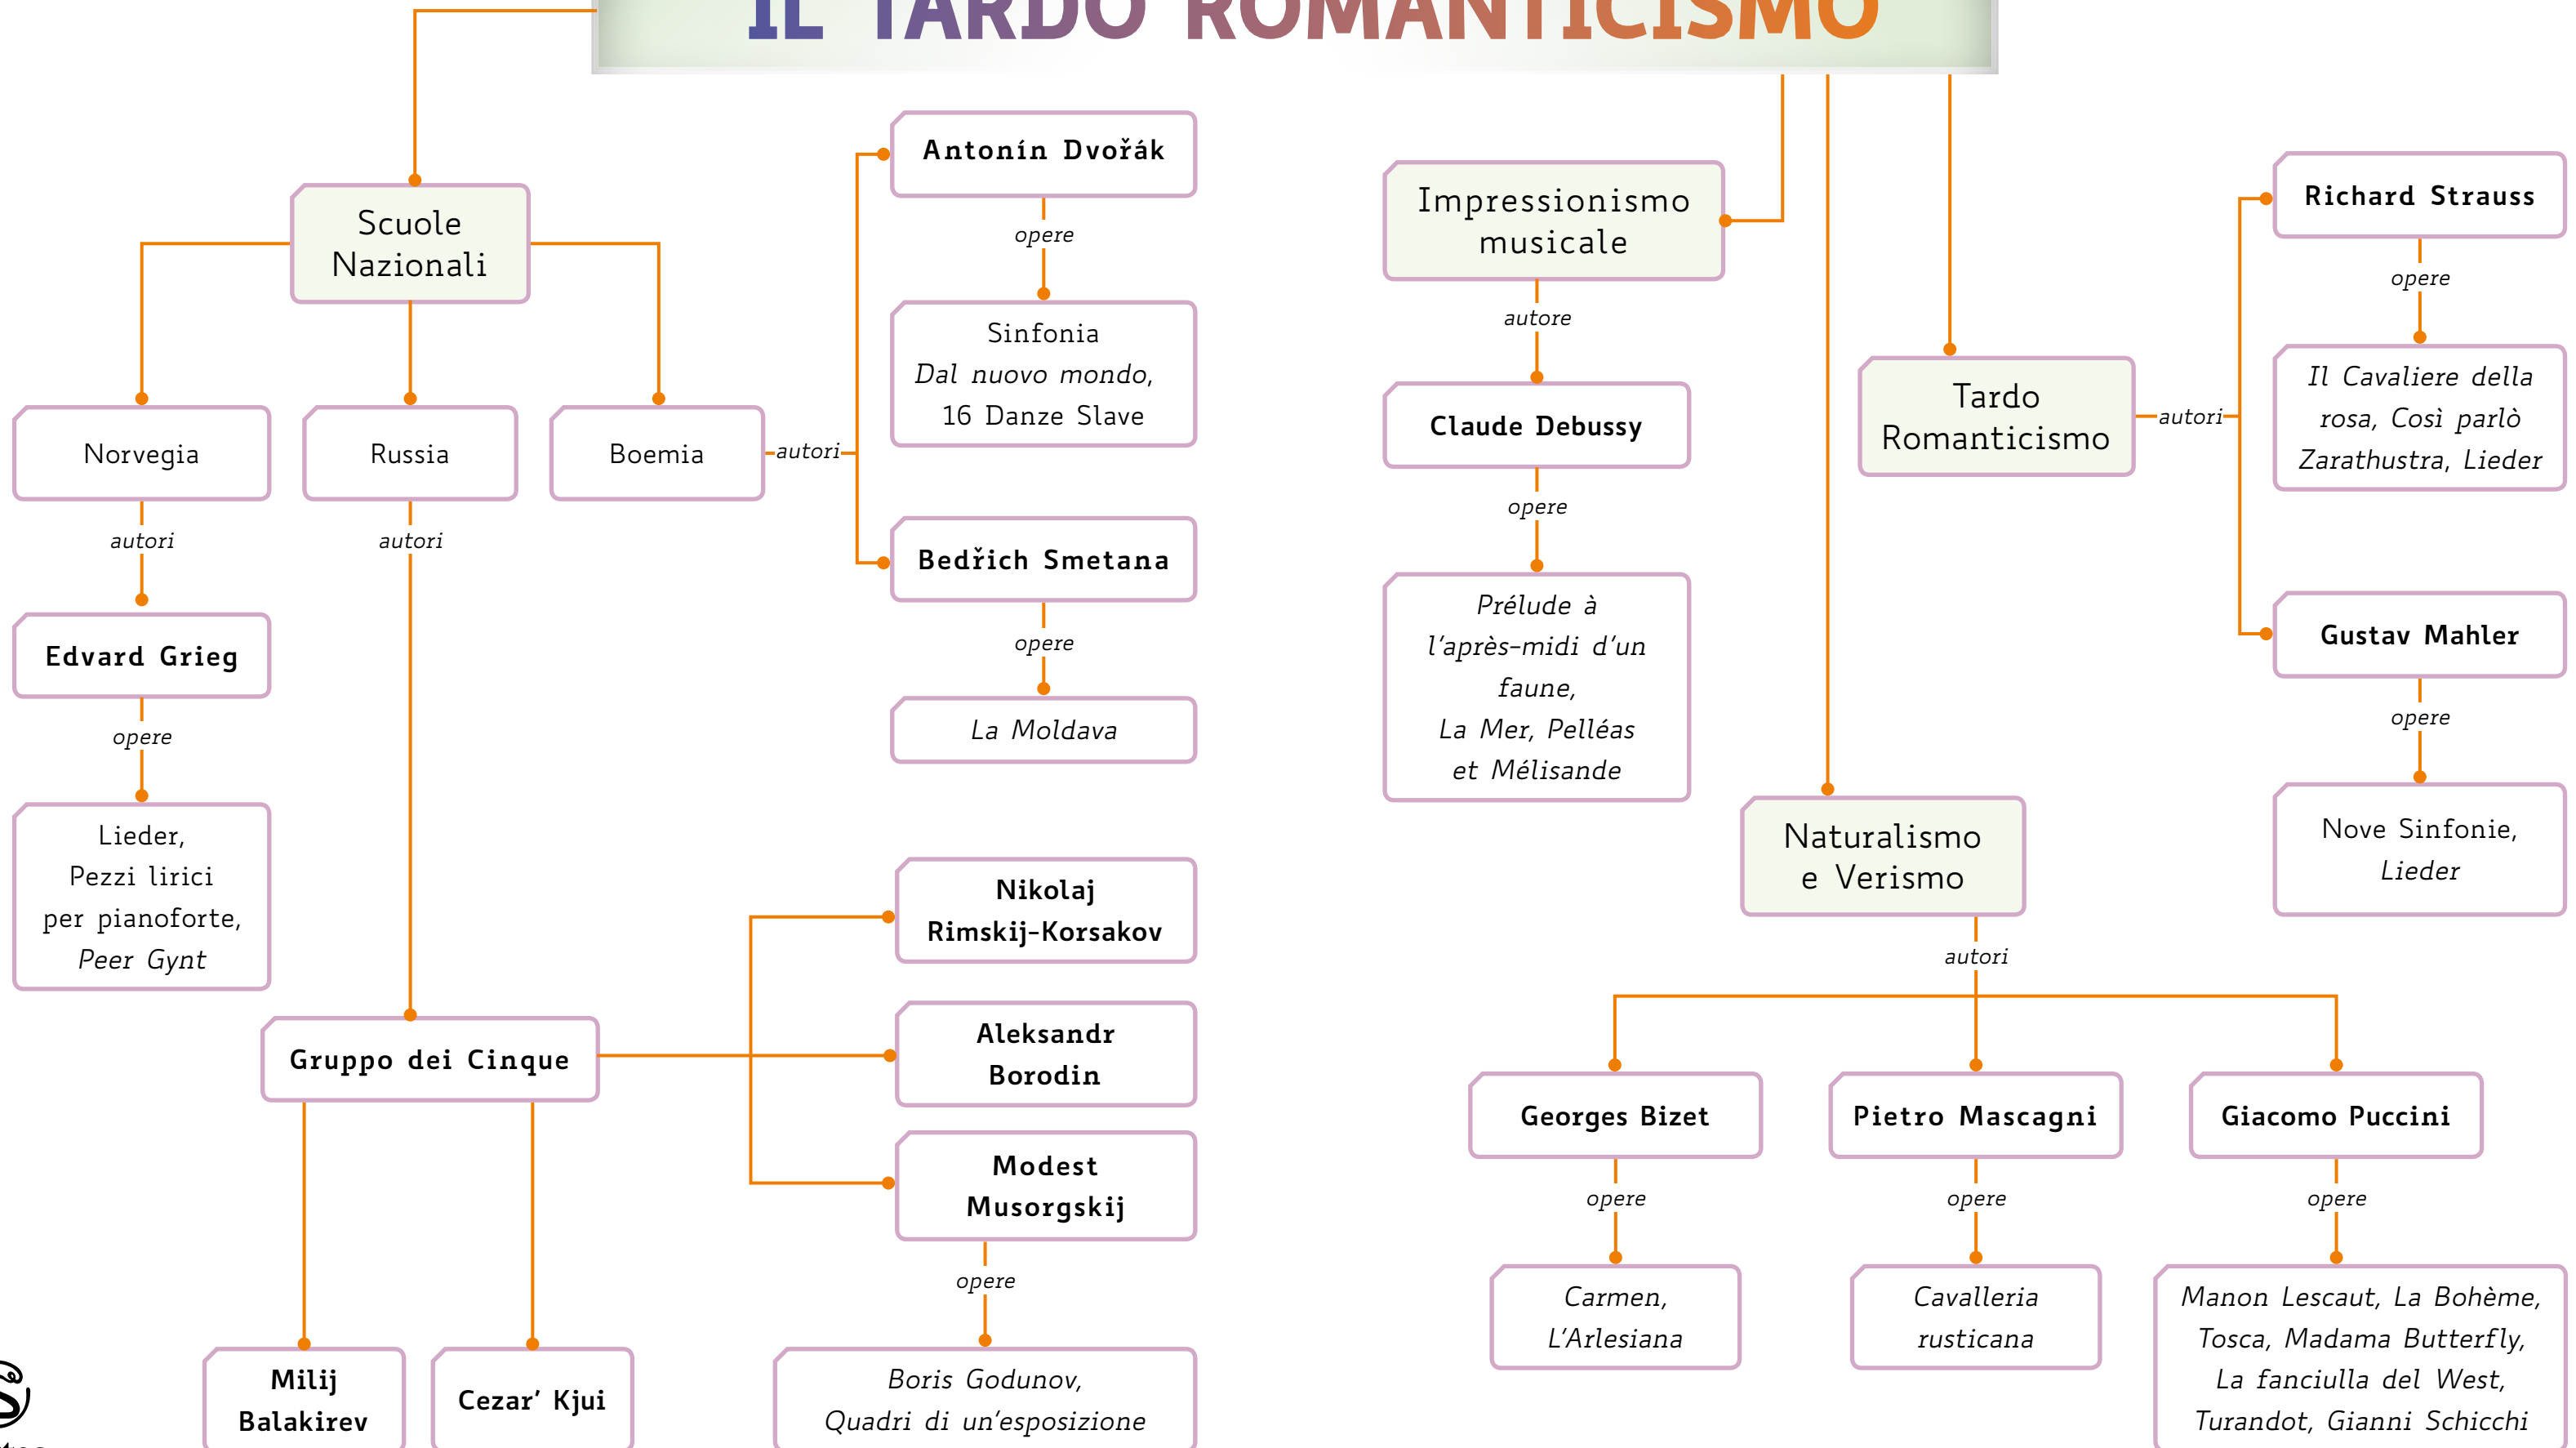 IL TARDO ROMANTICISMO
Scuole
Nazionali
Norvegia
autori
Edvard Grieg
opere
Lieder,
Pezzi lirici
per pianoforte,
Peer Gynt
Russia
autori
Gruppo dei Cinque
Milij
Balakirev
Cezar’ Kjui
Nikolaj
Rimskij-Korsakov
Aleksandr
Borodin
Modest
Musorgskij
opere
Boris Godunov,
Quadri di un’esposizione
Boemia
autori
Antonín Dvořák
opere
Sinfonia
Dal nuovo mondo,
16 Danze Slave
Bedřich Smetana
opere
La Moldava
Impressionismo
musicale
autore
Claude Debussy
opere
Prélude à
l’après-midi d’un
faune,
La Mer, Pelléas
et Mélisande
Naturalismo
e Verismo
autori
Georges Bizet
opere
Carmen,
L’Arlesiana
Pietro Mascagni
opere
Cavalleria
rusticana
Giacomo Puccini
opere
Manon Lescaut, La Bohème,
Tosca, Madama Butterfly,
La fanciulla del West,
Turandot, Gianni Schicchi
Tardo
Romanticismo
autori
Richard Strauss
opere
Il Cavaliere della
rosa, Così parlò
Zarathustra, Lieder
Gustav Mahler
opere
Nove Sinfonie,
Lieder